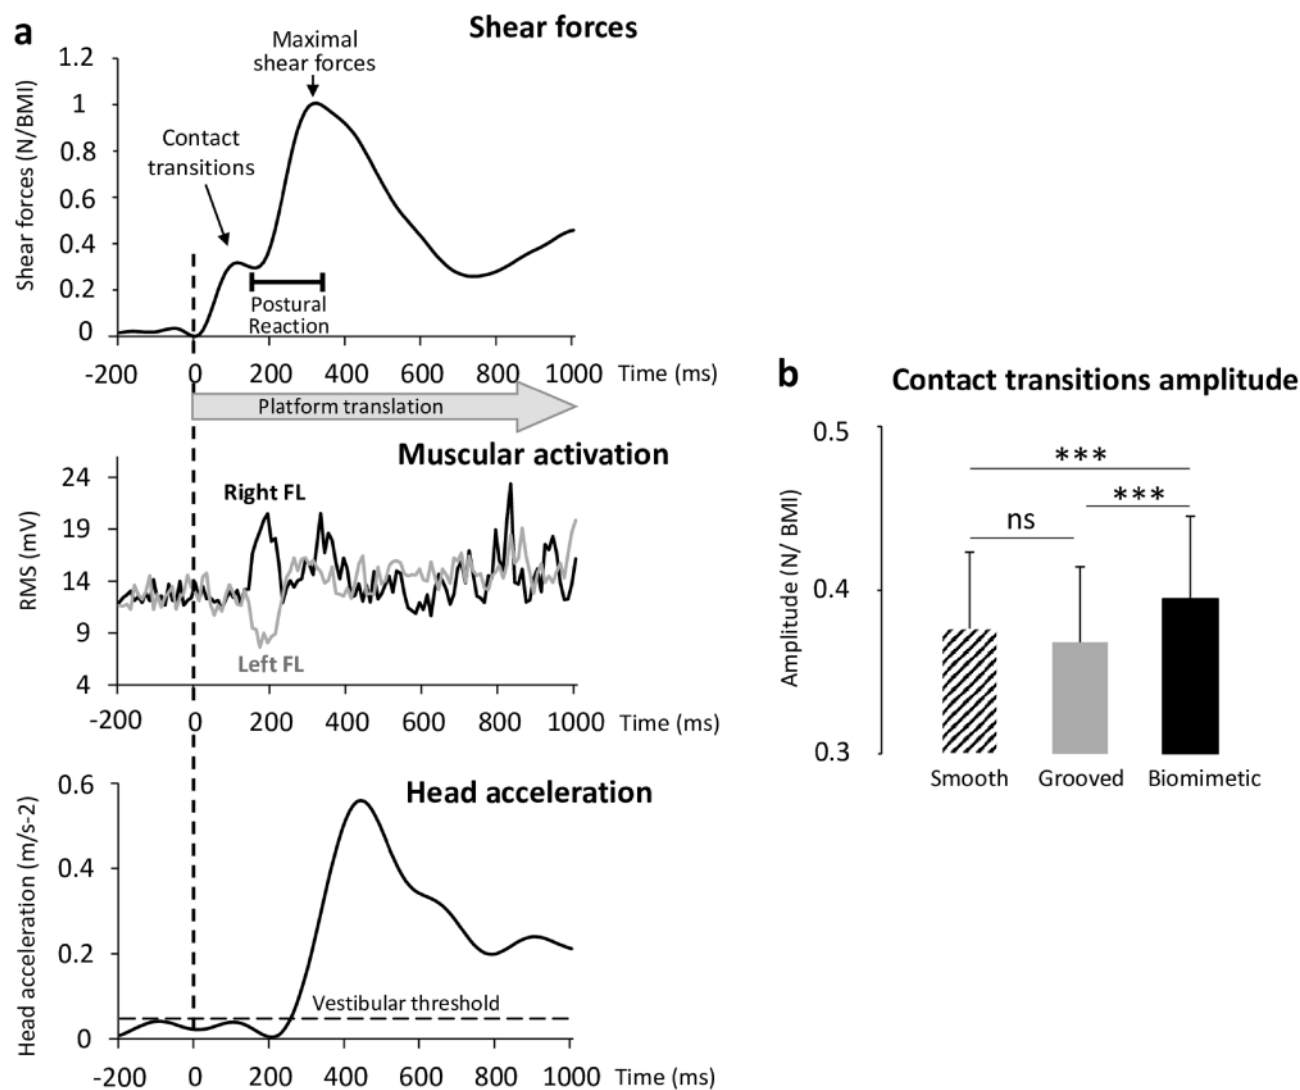 a
Shear forces
Maximal
shear forces
Contact
transitions
Shear forces (N/BMI)
1.2
1
0.8
0.6
0.4
0.2
0
Postural
Reaction
-200 0 200 400 600 800 1000 Time (ms)
Platform translation
Muscular activation
RMS (mV)
24
19
14
9
4
Right FL
Left FL
-200 0 200 400 600 800 1000 Time (ms)
Head acceleration
Head acceleration (m/s-2)
0.6
0.4
0.2
0
Vestibular threshold
-200 0 200 400 600 800 1000 Time (ms)
b
Contact transitions amplitude
Amplitude (N/ BMI)
0.5
0.4
0.3
***
***
ns
Smooth Grooved Biomimetic